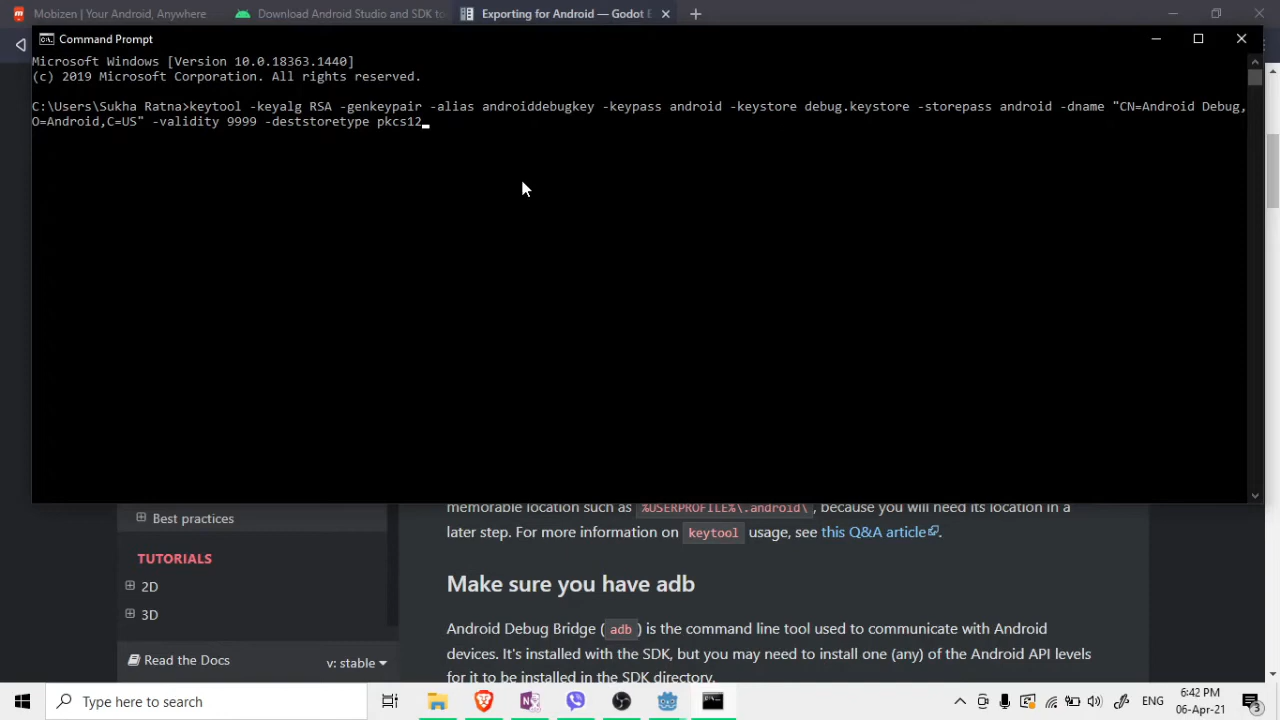 Mobizen | Your Android, Anywhere
Download Android Studio and SDK to
Exporting for Android — Godot E
Command Prompt
Microsoft Windows [Version 10.0.18363.1440]
(c) 2019 Microsoft Corporation. All rights reserved.
C:\Users\Sukha Ratna>keytool -keyalg RSA -genkeypair -alias androiddebugkey -keypass android -keystore debug.keystore -storepass android -dname "CN=Android Debug,
O=Android,C=US" -validity 9999 -deststoretype pkcs12
memorable location such as %USERPROFILE%\.android\, because you will need its location in a
later step. For more information on keytool usage, see this Q&A article.
Best practices
TUTORIALS
2D
3D
Make sure you have adb
Android Debug Bridge (adb) is the command line tool used to communicate with Android
devices. It's installed with the SDK, but you may need to install one (any) of the Android API levels
for it to be installed in the SDK directory.
Read the Docs
v: stable
Type here to search
ENG
6:42 PM
06-Apr-21
3